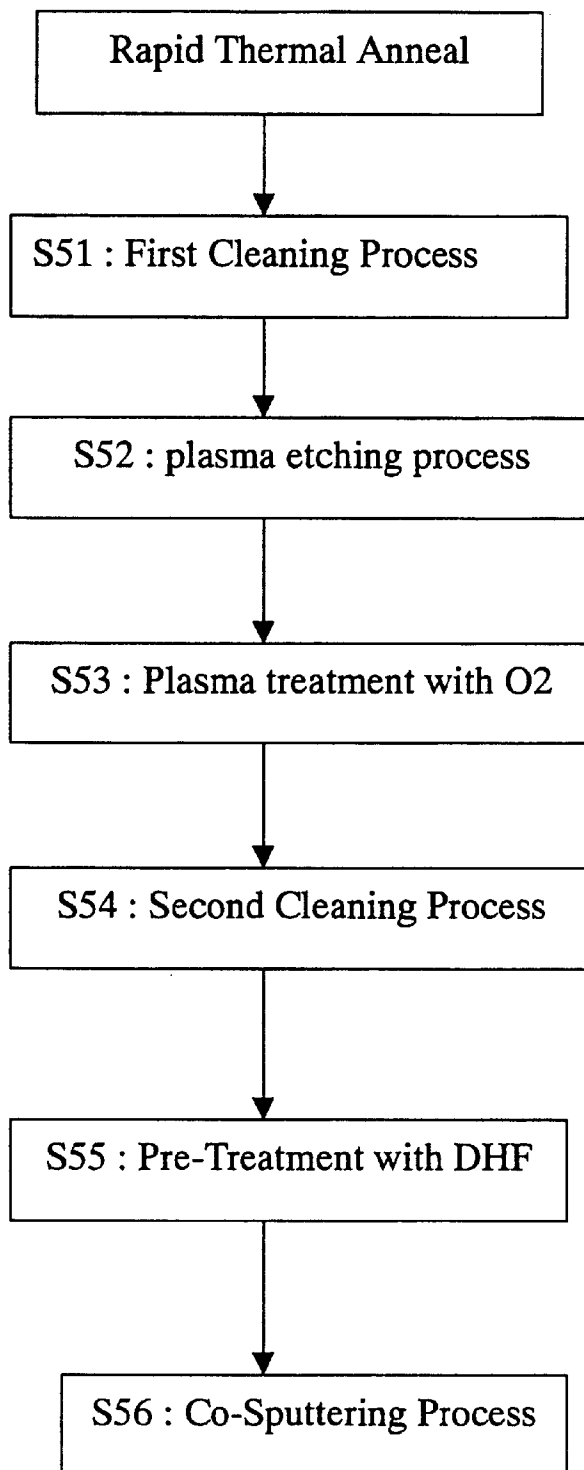 Rapid Thermal Anneal
S51 : First Cleaning Process
S52 : plasma etching process
S53 : Plasma treatment with O2
S54 : Second Cleaning Process
S55 : Pre-Treatment with DHF
S56 : Co-Sputtering Process